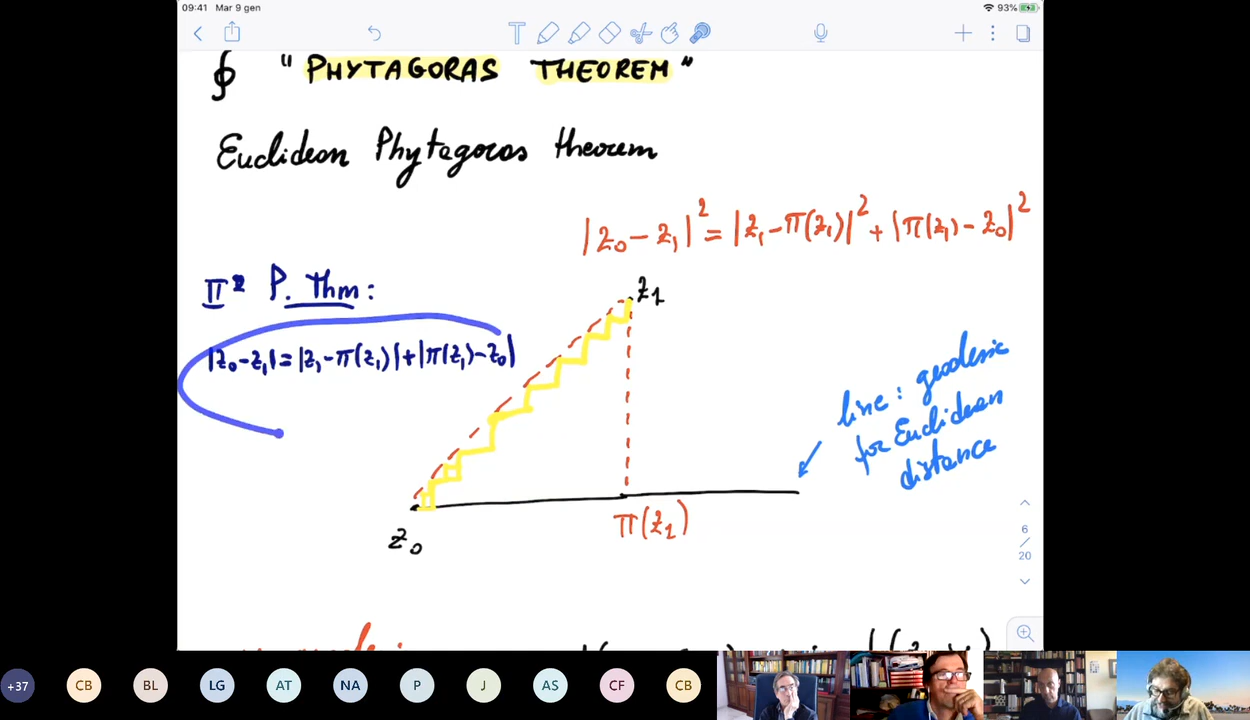 09:41 Mar 9 gen
93%
∮ "PHYTAGORAS THEOREM"
Euclidean Phytagoras theorem
|z₀-z₁|² = |z₁-π(z₁)|² + |π(z₁)-z₀|²
P. Thm:
|z₀-z₁|=|z₁-π(z₁)|+|π(z₁)-z₀|
z₁
line: geodesic
for Euclidean
distance
π(z₁)
z₀
6
/
20
+37 CB BL LG AT NA P J AS CF CB